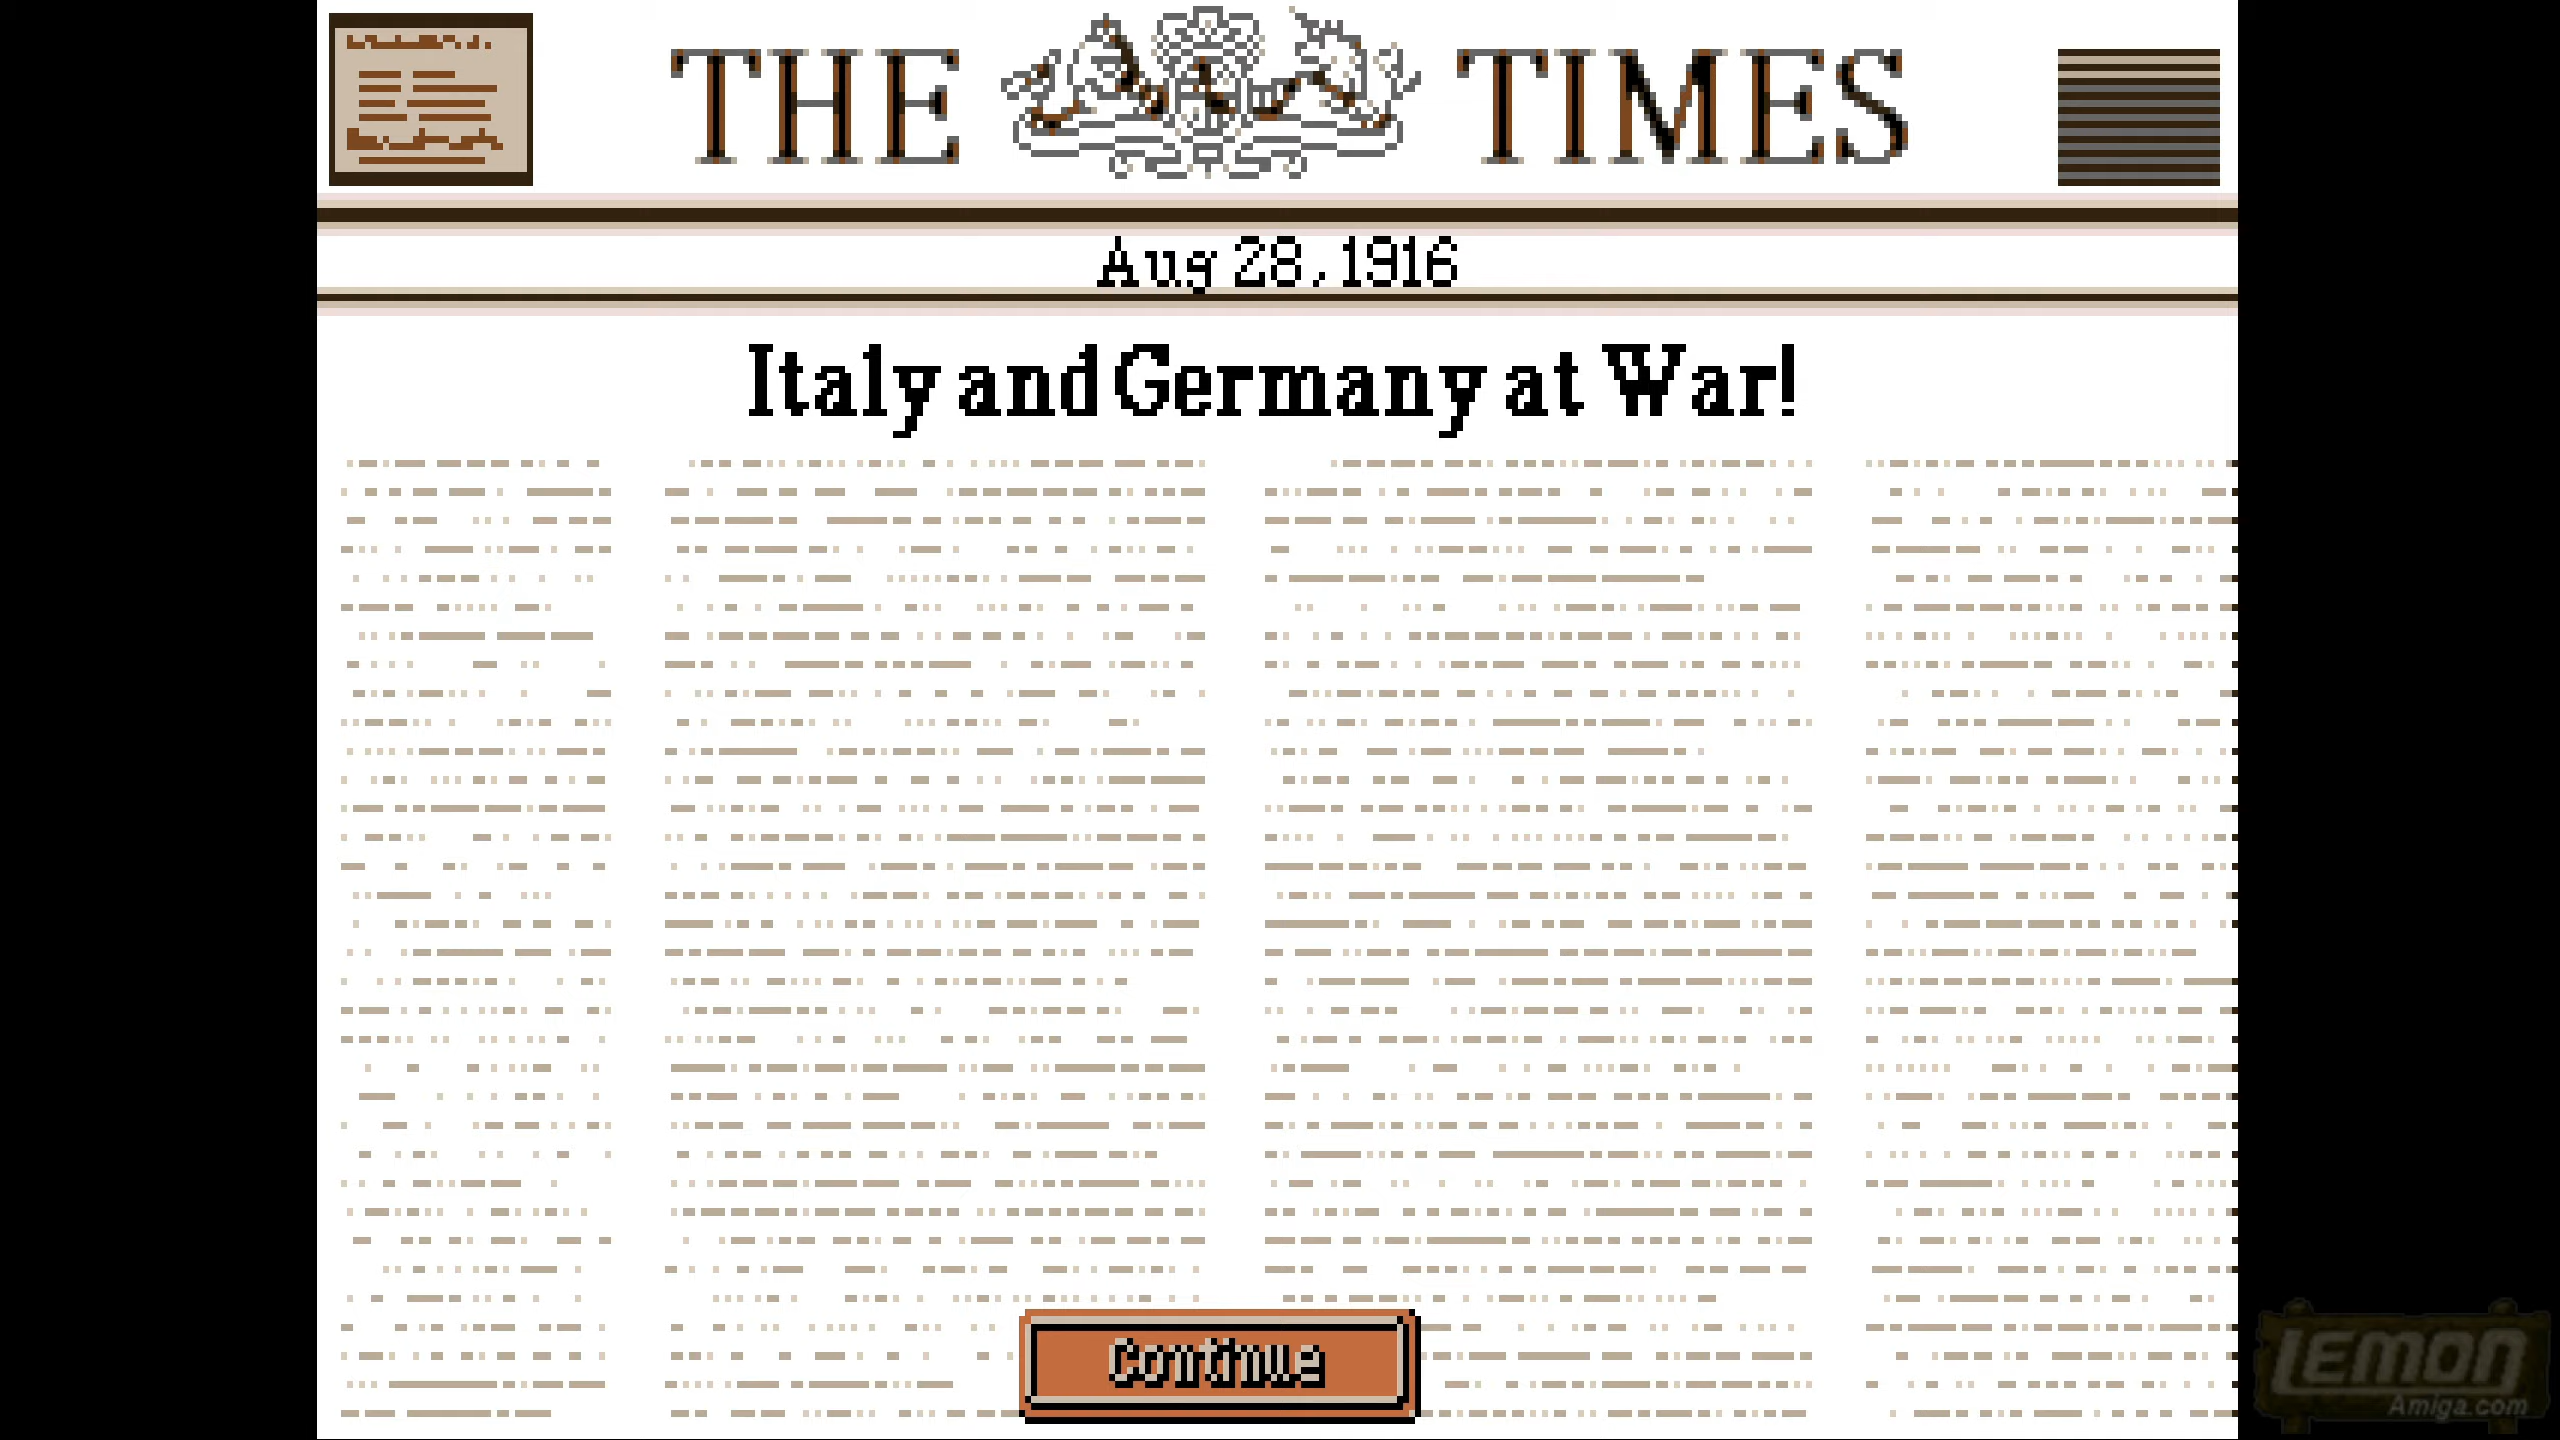 THE TIMES
Aug 28, 1916
Italy and Germany at War!
Continue
LEMON
Amiga.com